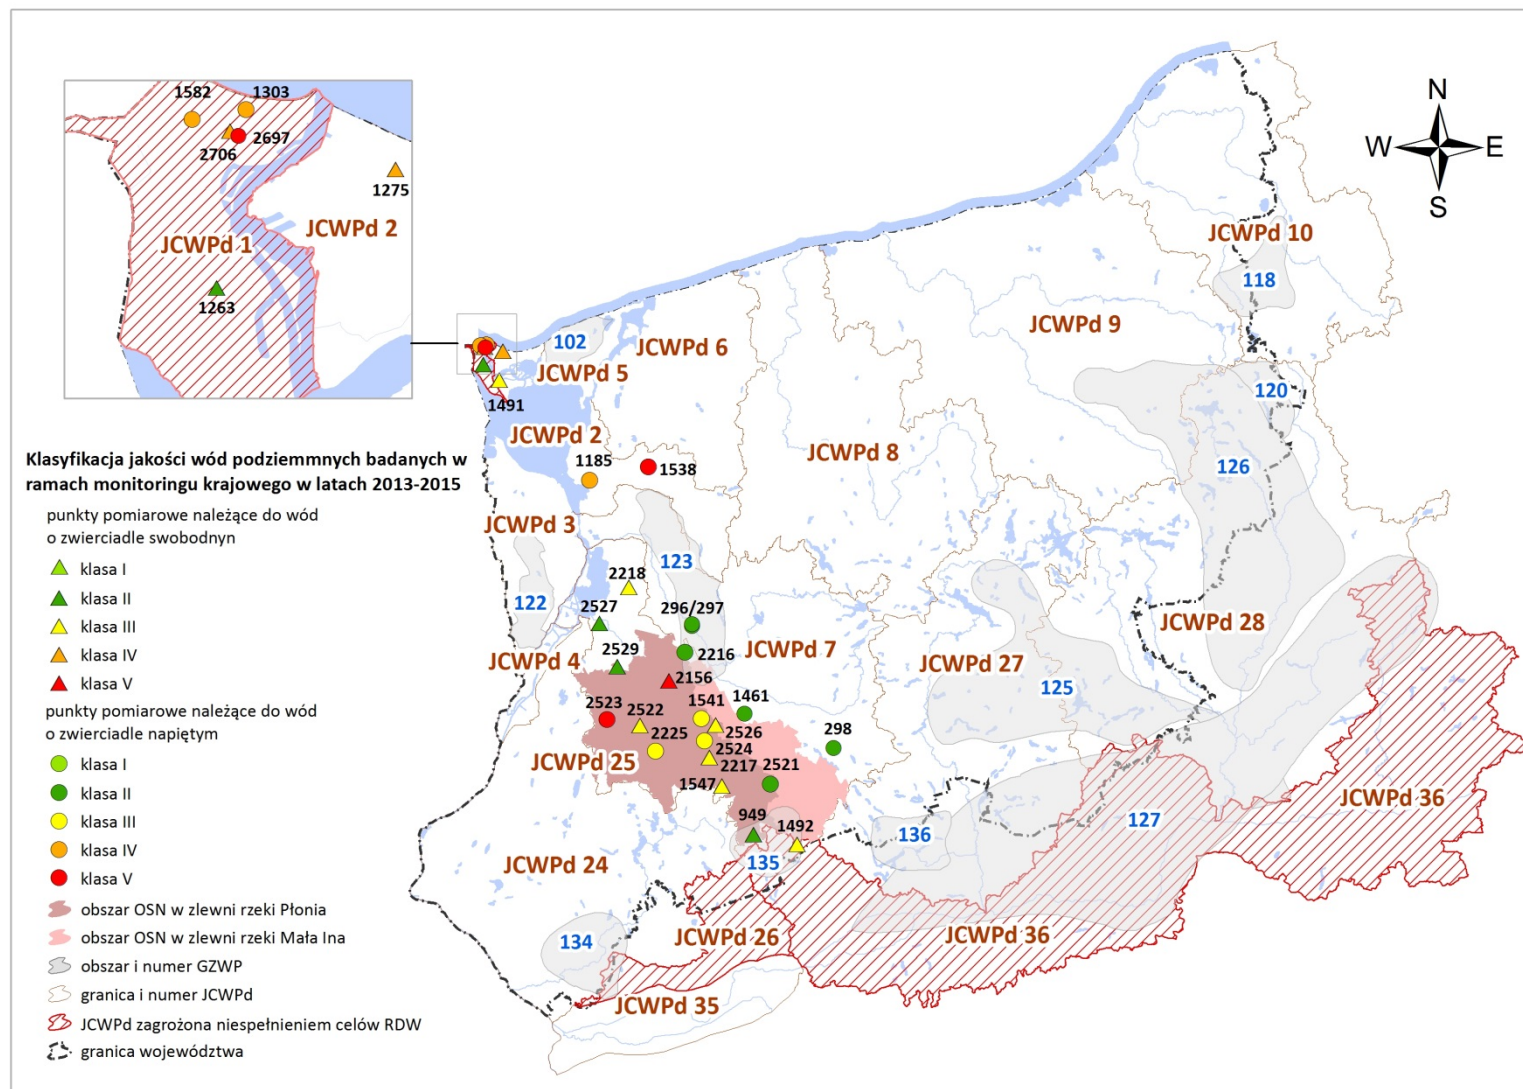 1582
1303
2697
2706
1275
JCWPd 2
JCWPd 1
1263
N
W
E
S
JCWPd 10
118
JCWPd 9
102
JCWPd 6
JCWPd 5
120
1491
JCWPd 2
JCWPd 8
126
1185
1538
JCWPd 3
123
122
2218
2527
296/297
JCWPd 28
JCWPd 4
2529
2216
JCWPd 7
JCWPd 27
2156
125
2523
2522
1541
1461
2225
2526
298
2524
JCWPd 25
2217
2521
1547
JCWPd 36
949
1492
136
127
JCWPd 24
135
134
JCWPd 26
JCWPd 36
JCWPd 35
Klasyfikacja jakości wód podziemmnych badanych w
ramach monitoringu krajowego w latach 2013-2015
punkty pomiarowe należące do wód
o zwierciadle swobodnyn
klasa I
klasa II
klasa III
klasa IV
klasa V
punkty pomiarowe należące do wód
o zwierciadle napiętym
klasa I
klasa II
klasa III
klasa IV
klasa V
obszar OSN w zlewni rzeki Płonia
obszar OSN w zlewni rzeki Mała Ina
obszar i numer GZWP
granica i numer JCWPd
JCWPd zagrożona niespełnieniem celów RDW
granica województwa